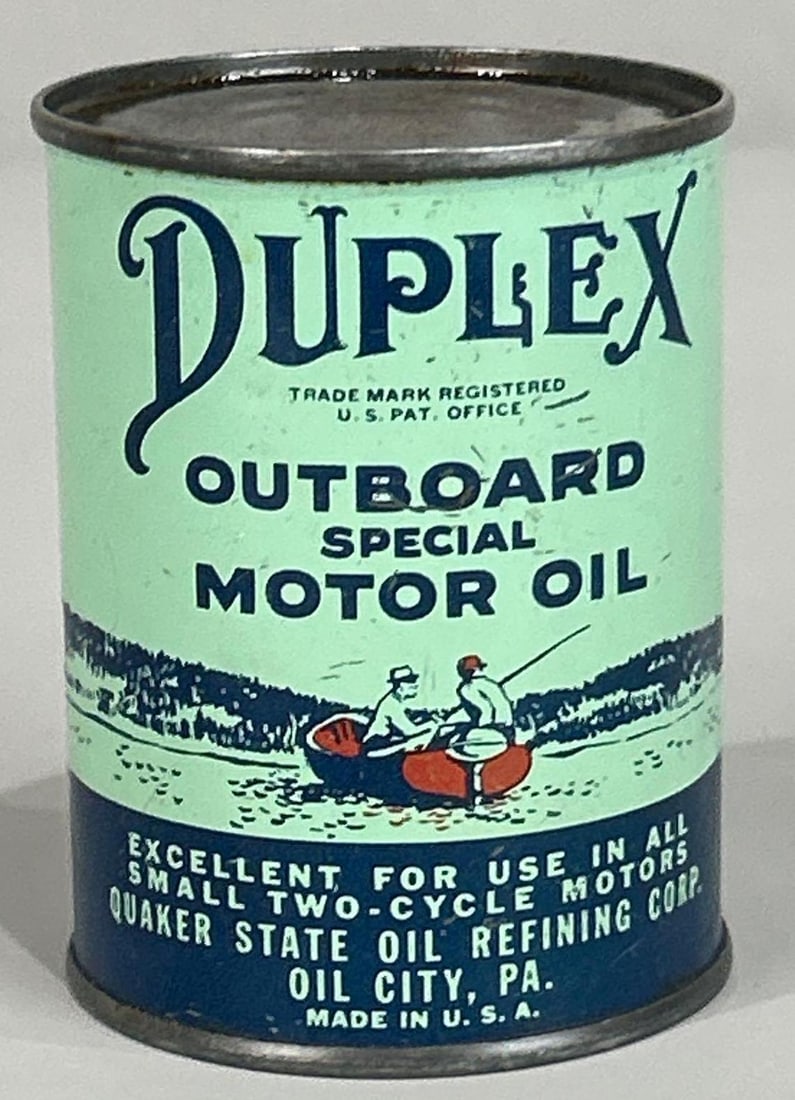 DUPLEX
TRADE MARK REGISTERED
U. S. PAT. OFFICE
OUTBOARD
SPECIAL
MOTOR OIL
EXCELLENT FOR USE IN ALL
SMALL TWO-CYCLE MOTORS
QUAKER STATE OIL REFINING CORP.
OIL CITY, PA.
MADE IN U. S. A.